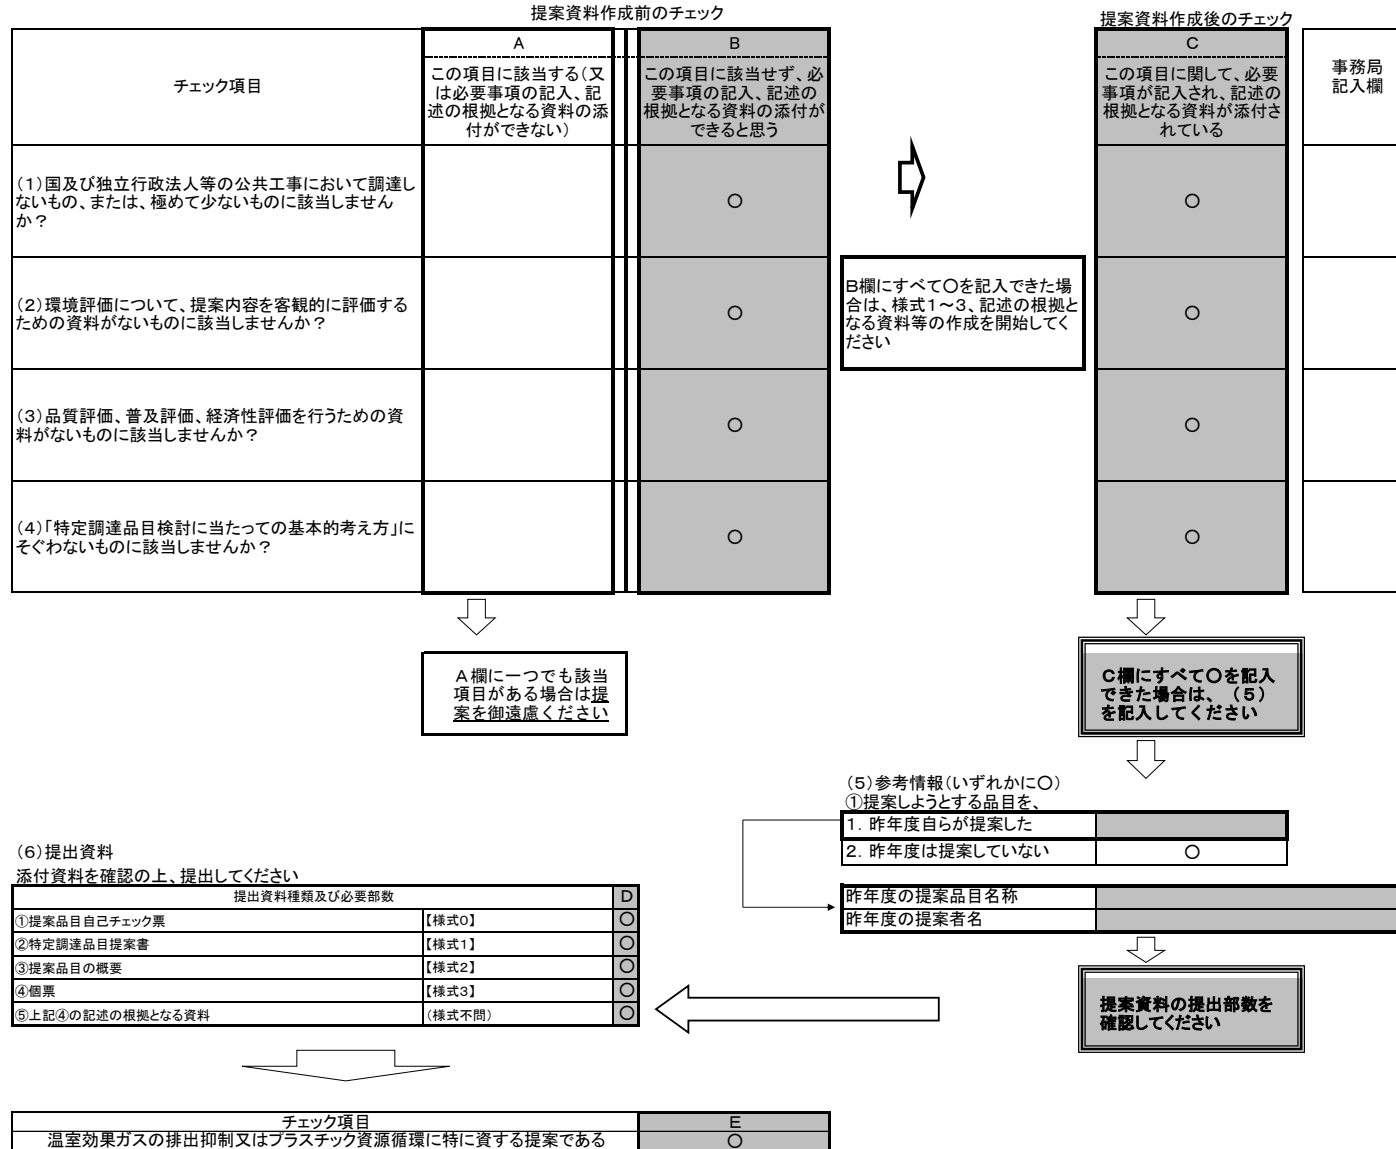 提案資料作成前のチェック
提案資料作成後のチェック
チェック項目
A
この項目に該当する(又
は必要事項の記入、記
述の根拠となる資料の添
付ができない)
B
この項目に該当せず、必
要事項の記入、記述の
根拠となる資料の添付が
できると思う
C
この項目に関して、必要
事項が記入され、記述の
根拠となる資料が添付さ
れている
事務局
記入欄
(1)国及び独立行政法人等の公共工事において調達し
ないもの、または、極めて少ないものに該当しません
か?
○
○
(2)環境評価について、提案内容を客観的に評価する
ための資料がないものに該当しませんか?
○
B欄にすべて○を記入できた場
合は、様式1~3、記述の根拠と
なる資料等の作成を開始してく
ださい
○
(3)品質評価、普及評価、経済性評価を行うための資
料がないものに該当しませんか?
○
○
(4)「特定調達品目検討に当たっての基本的考え方」に
そぐわないものに該当しませんか?
○
○
A欄に一つでも該当
項目がある場合は提
案を御遠慮ください
C欄にすべて○を記入
できた場合は、(5)
を記入してください
(5)参考情報(いずれかに○)
①提案しようとする品目を、
1.昨年度自らが提案した
2.昨年度は提案していない ○
昨年度の提案品目名称
昨年度の提案者名
提案資料の提出部数を
確認してください
(6)提出資料
添付資料を確認の上、提出してください
提出資料種類及び必要部数 D
①提案品目自己チェック票 【様式0】 ○
②特定調達品目提案書 【様式1】 ○
③提案品目の概要 【様式2】 ○
④個票 【様式3】 ○
⑤上記④の記述の根拠となる資料 (様式不問) ○
チェック項目 E
温室効果ガスの排出抑制又はプラスチック資源循環に特に資する提案である ○